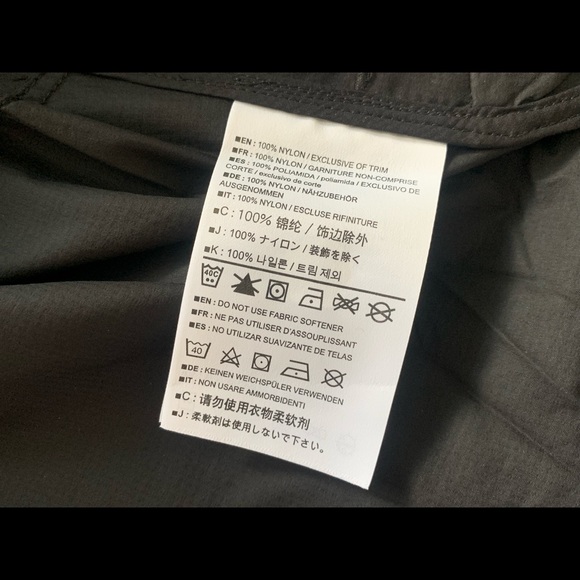 ■EN : 100% NYLON / EXCLUSIVE OF TRIM
■FR : 100% NYLON / GARNITURE NON-COMPRISE
■ES : 100% POLIAMIDA / poliamida / EXCLUSIVO DE
CORTE / exclusivo de corte
■DE : 100% NYLON / NÄHZUBEHÖR
AUSGENOMMEN
■IT : 100% NYLON / ESCLUSE RIFINITURE
■C : 100% 锦纶 / 饰边除外
■J : 100% ナイロン / 装飾を除く
■K : 100% 나일론 / 트림 제외
40C
■EN : DO NOT USE FABRIC SOFTENER
■FR : NE PAS UTILISER D'ASSOUPLISSANT
■ES : NO UTILIZAR SUAVIZANTE DE TELAS
40
■DE : KEINEN WEICHSPÜLER VERWENDEN
■IT : NON USARE AMMORBIDENTI
■C : 请勿使用衣物柔软剂
■J : 柔軟剤は使用しないで下さい。